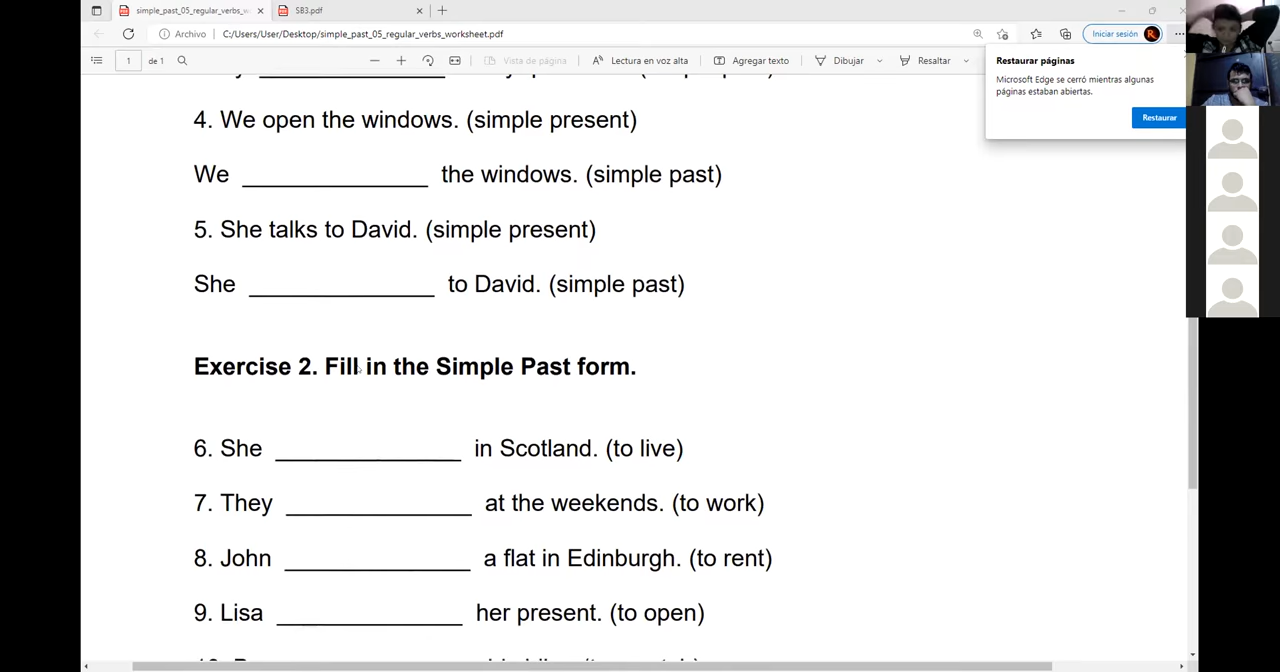 simple_past_05_regular_verbs_w
SB3.pdf
Archivo
C:/Users/User/Desktop/simple_past_05_regular_verbs_worksheet.pdf
Iniciar sesión
R
1
de 1
Vista de página
Lectura en voz alta
Agregar texto
Dibujar
Resaltar
Restaurar páginas
Microsoft Edge se cerró mientras algunas
páginas estaban abiertas.
Restaurar
4. We open the windows. (simple present)
We ______________ the windows. (simple past)
5. She talks to David. (simple present)
She ______________ to David. (simple past)
Exercise 2. Fill in the Simple Past form.
6. She ______________ in Scotland. (to live)
7. They ______________ at the weekends. (to work)
8. John ______________ a flat in Edinburgh. (to rent)
9. Lisa ______________ her present. (to open)